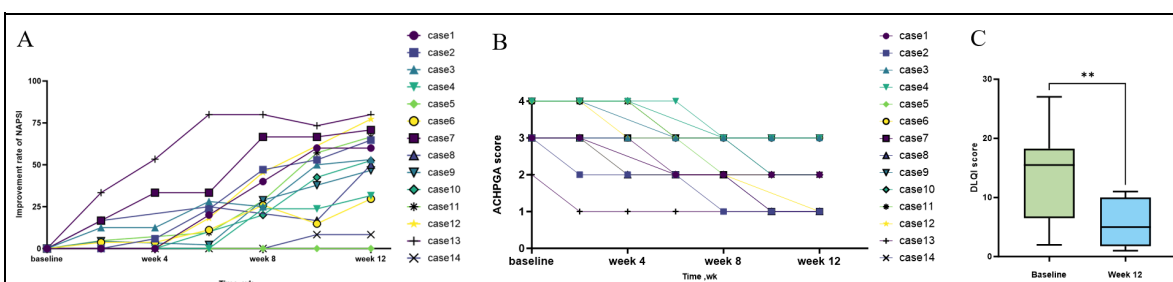 A
B
C
Improvement rate of NAPSI
100
75
50
25
0
baseline
week 4
week 8
week 12
case1
case2
case3
case4
case5
case6
case7
case8
case9
case10
case11
case12
case13
case14
ACHPGA score
4
3
2
1
0
baseline
week 4
week 8
week 12
Time ,wk
case1
case2
case3
case4
case5
case6
case7
case8
case9
case10
case11
case12
case13
case14
DLQI score
30
20
10
0
**
Baseline
Week 12